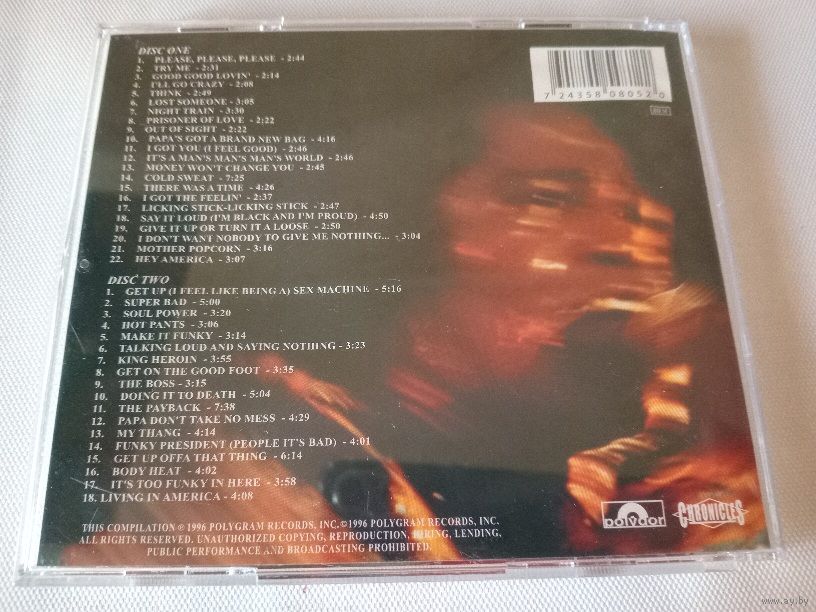 DISC ONE
1. PLEASE, PLEASE, PLEASE - 2:44
2. TRY ME - 2:31
3. GOOD GOOD LOVIN' - 2:14
4. I'LL GO CRAZY - 2:08
5. THINK - 2:49
6. LOST SOMEONE - 3:05
7. NIGHT TRAIN - 3:30
8. PRISONER OF LOVE - 2:22
9. OUT OF SIGHT - 2:22
10. PAPA'S GOT A BRAND NEW BAG - 4:16
11. I GOT YOU (I FEEL GOOD) - 2:46
12. IT'S A MAN'S MAN'S MAN'S WORLD - 2:46
13. MONEY WON'T CHANGE YOU - 2:45
14. COLD SWEAT - 7:25
15. THERE WAS A TIME - 4:26
16. I GOT THE FEELIN' - 2:37
17. LICKING STICK-LICKING STICK - 2:47
18. SAY IT LOUD (I'M BLACK AND I'M PROUD) - 4:50
19. GIVE IT UP OR TURN IT A LOOSE - 2:50
20. I DON'T WANT NOBODY TO GIVE ME NOTHING... - 3:04
21. MOTHER POPCORN - 3:16
22. HEY AMERICA - 3:07
DISC TWO
1. GET UP (I FEEL LIKE BEING A) SEX MACHINE - 5:16
2. SUPER BAD - 5:00
3. SOUL POWER - 3:20
4. HOT PANTS - 3:06
5. MAKE IT FUNKY - 3:14
6. TALKING LOUD AND SAYING NOTHING - 3:23
7. KING HEROIN - 3:55
8. GET ON THE GOOD FOOT - 3:35
9. THE BOSS - 3:15
10. DOING IT TO DEATH - 5:04
11. THE PAYBACK - 7:38
12. PAPA DON'T TAKE NO MESS - 4:29
13. MY THANG - 4:14
14. FUNKY PRESIDENT (PEOPLE IT'S BAD) - 4:01
15. GET UP OFFA THAT THING - 6:14
16. BODY HEAT - 4:02
17. IT'S TOO FUNKY IN HERE - 3:58
18. LIVING IN AMERICA - 4:08
THIS COMPILATION ℗ 1996 POLYGRAM RECORDS, INC. © 1996 POLYGRAM RECORDS, INC.
ALL RIGHTS RESERVED. UNAUTHORIZED COPYING, REPRODUCTION, HIRING, LENDING,
PUBLIC PERFORMANCE AND BROADCASTING PROHIBITED.
7 24358 08052 0
polydor
CHRONICLES
www.ay.by